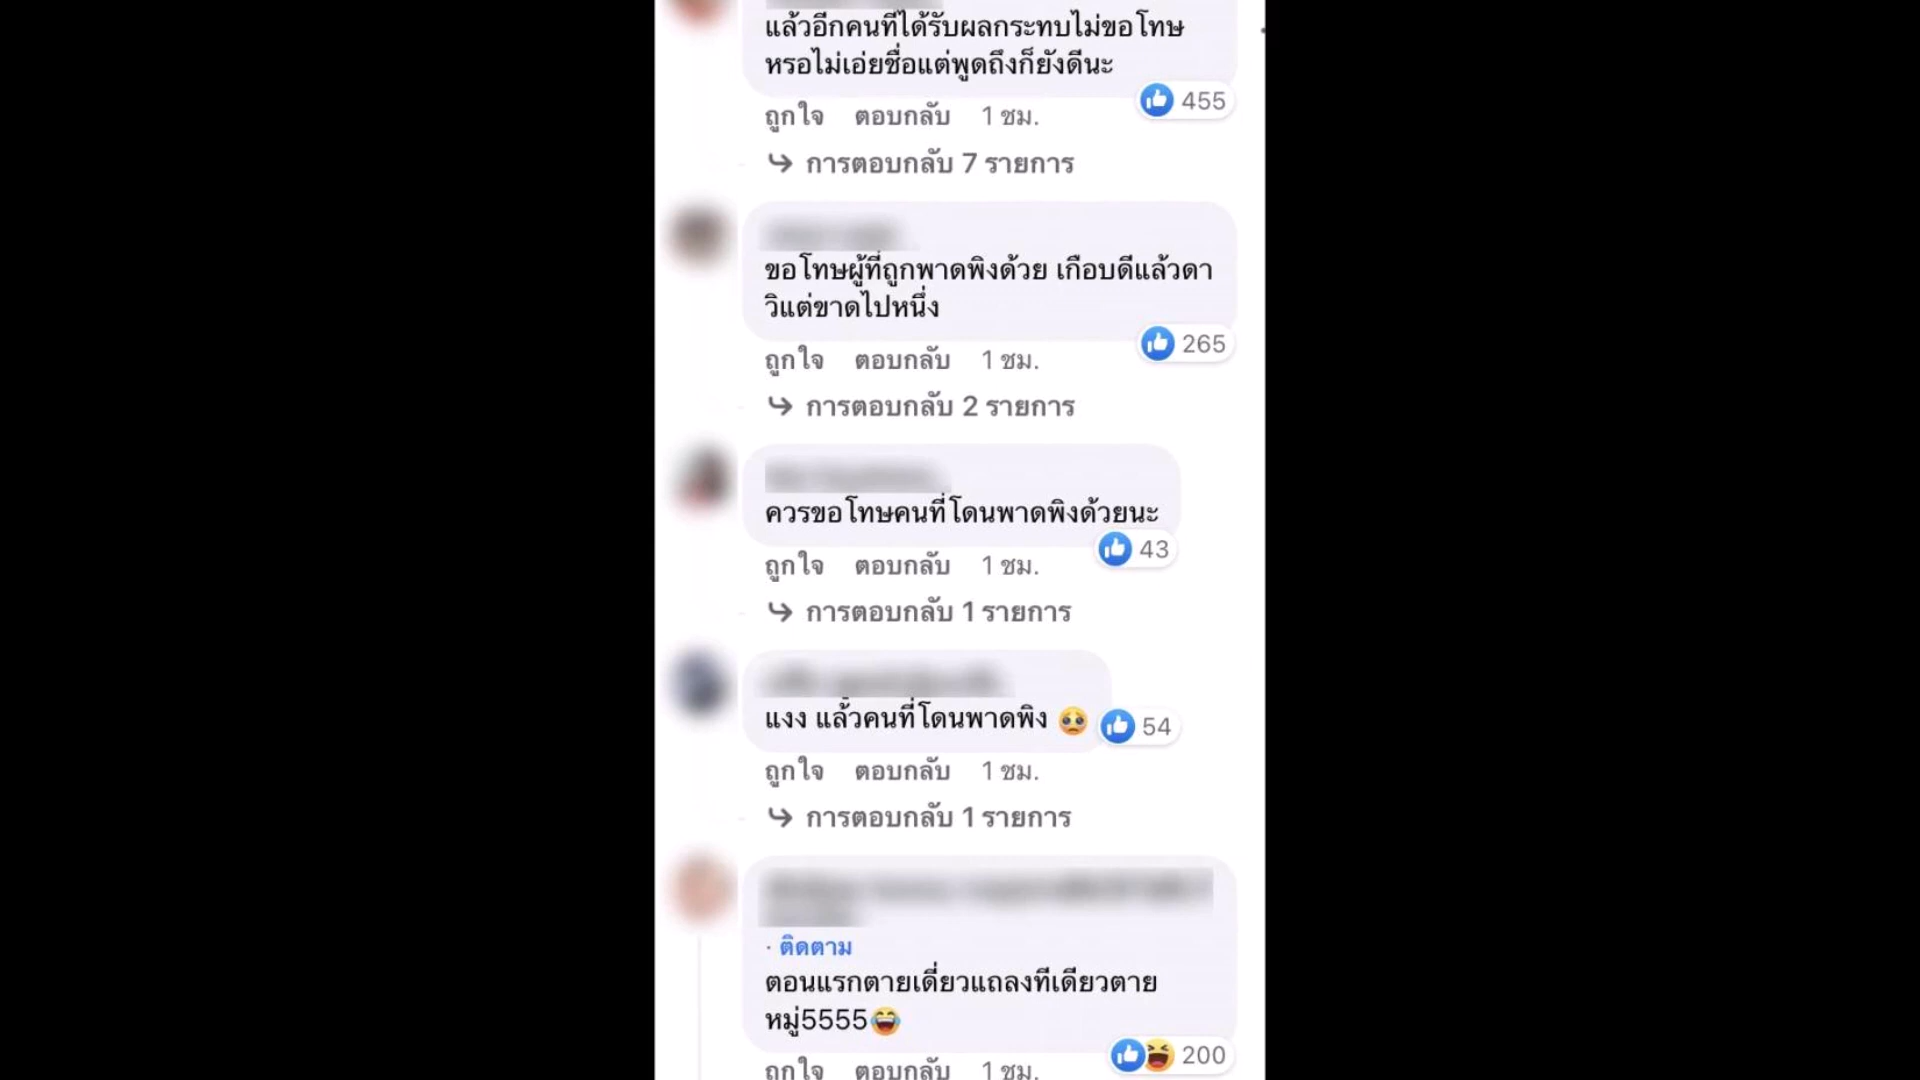 แล้วอีกคนที่ได้รับผลกระทบไม่ขอโทษ
หรอไม่เอ่ยชื่อแต่พูดถึงก็ยังดีนะ
455
ถูกใจ ตอบกลับ 1 ชม.
การตอบกลับ 7 รายการ
ขอโทษผู้ที่ถูกพาดพิงด้วย เกือบดีแล้วดา
วิแต่ขาดไปหนึ่ง
265
ถูกใจ ตอบกลับ 1 ชม.
การตอบกลับ 2 รายการ
ควรขอโทษคนที่โดนพาดพิงด้วยนะ
43
ถูกใจ ตอบกลับ 1 ชม.
การตอบกลับ 1 รายการ
แงง แล้วคนที่โดนพาดพิง 🥺
54
ถูกใจ ตอบกลับ 1 ชม.
การตอบกลับ 1 รายการ
· ติดตาม
ตอนแรกตายเดี่ยวแถลงทีเดียวตาย
หมู่5555😂
200
ถูกใจ ตอบกลับ 1 ชม.